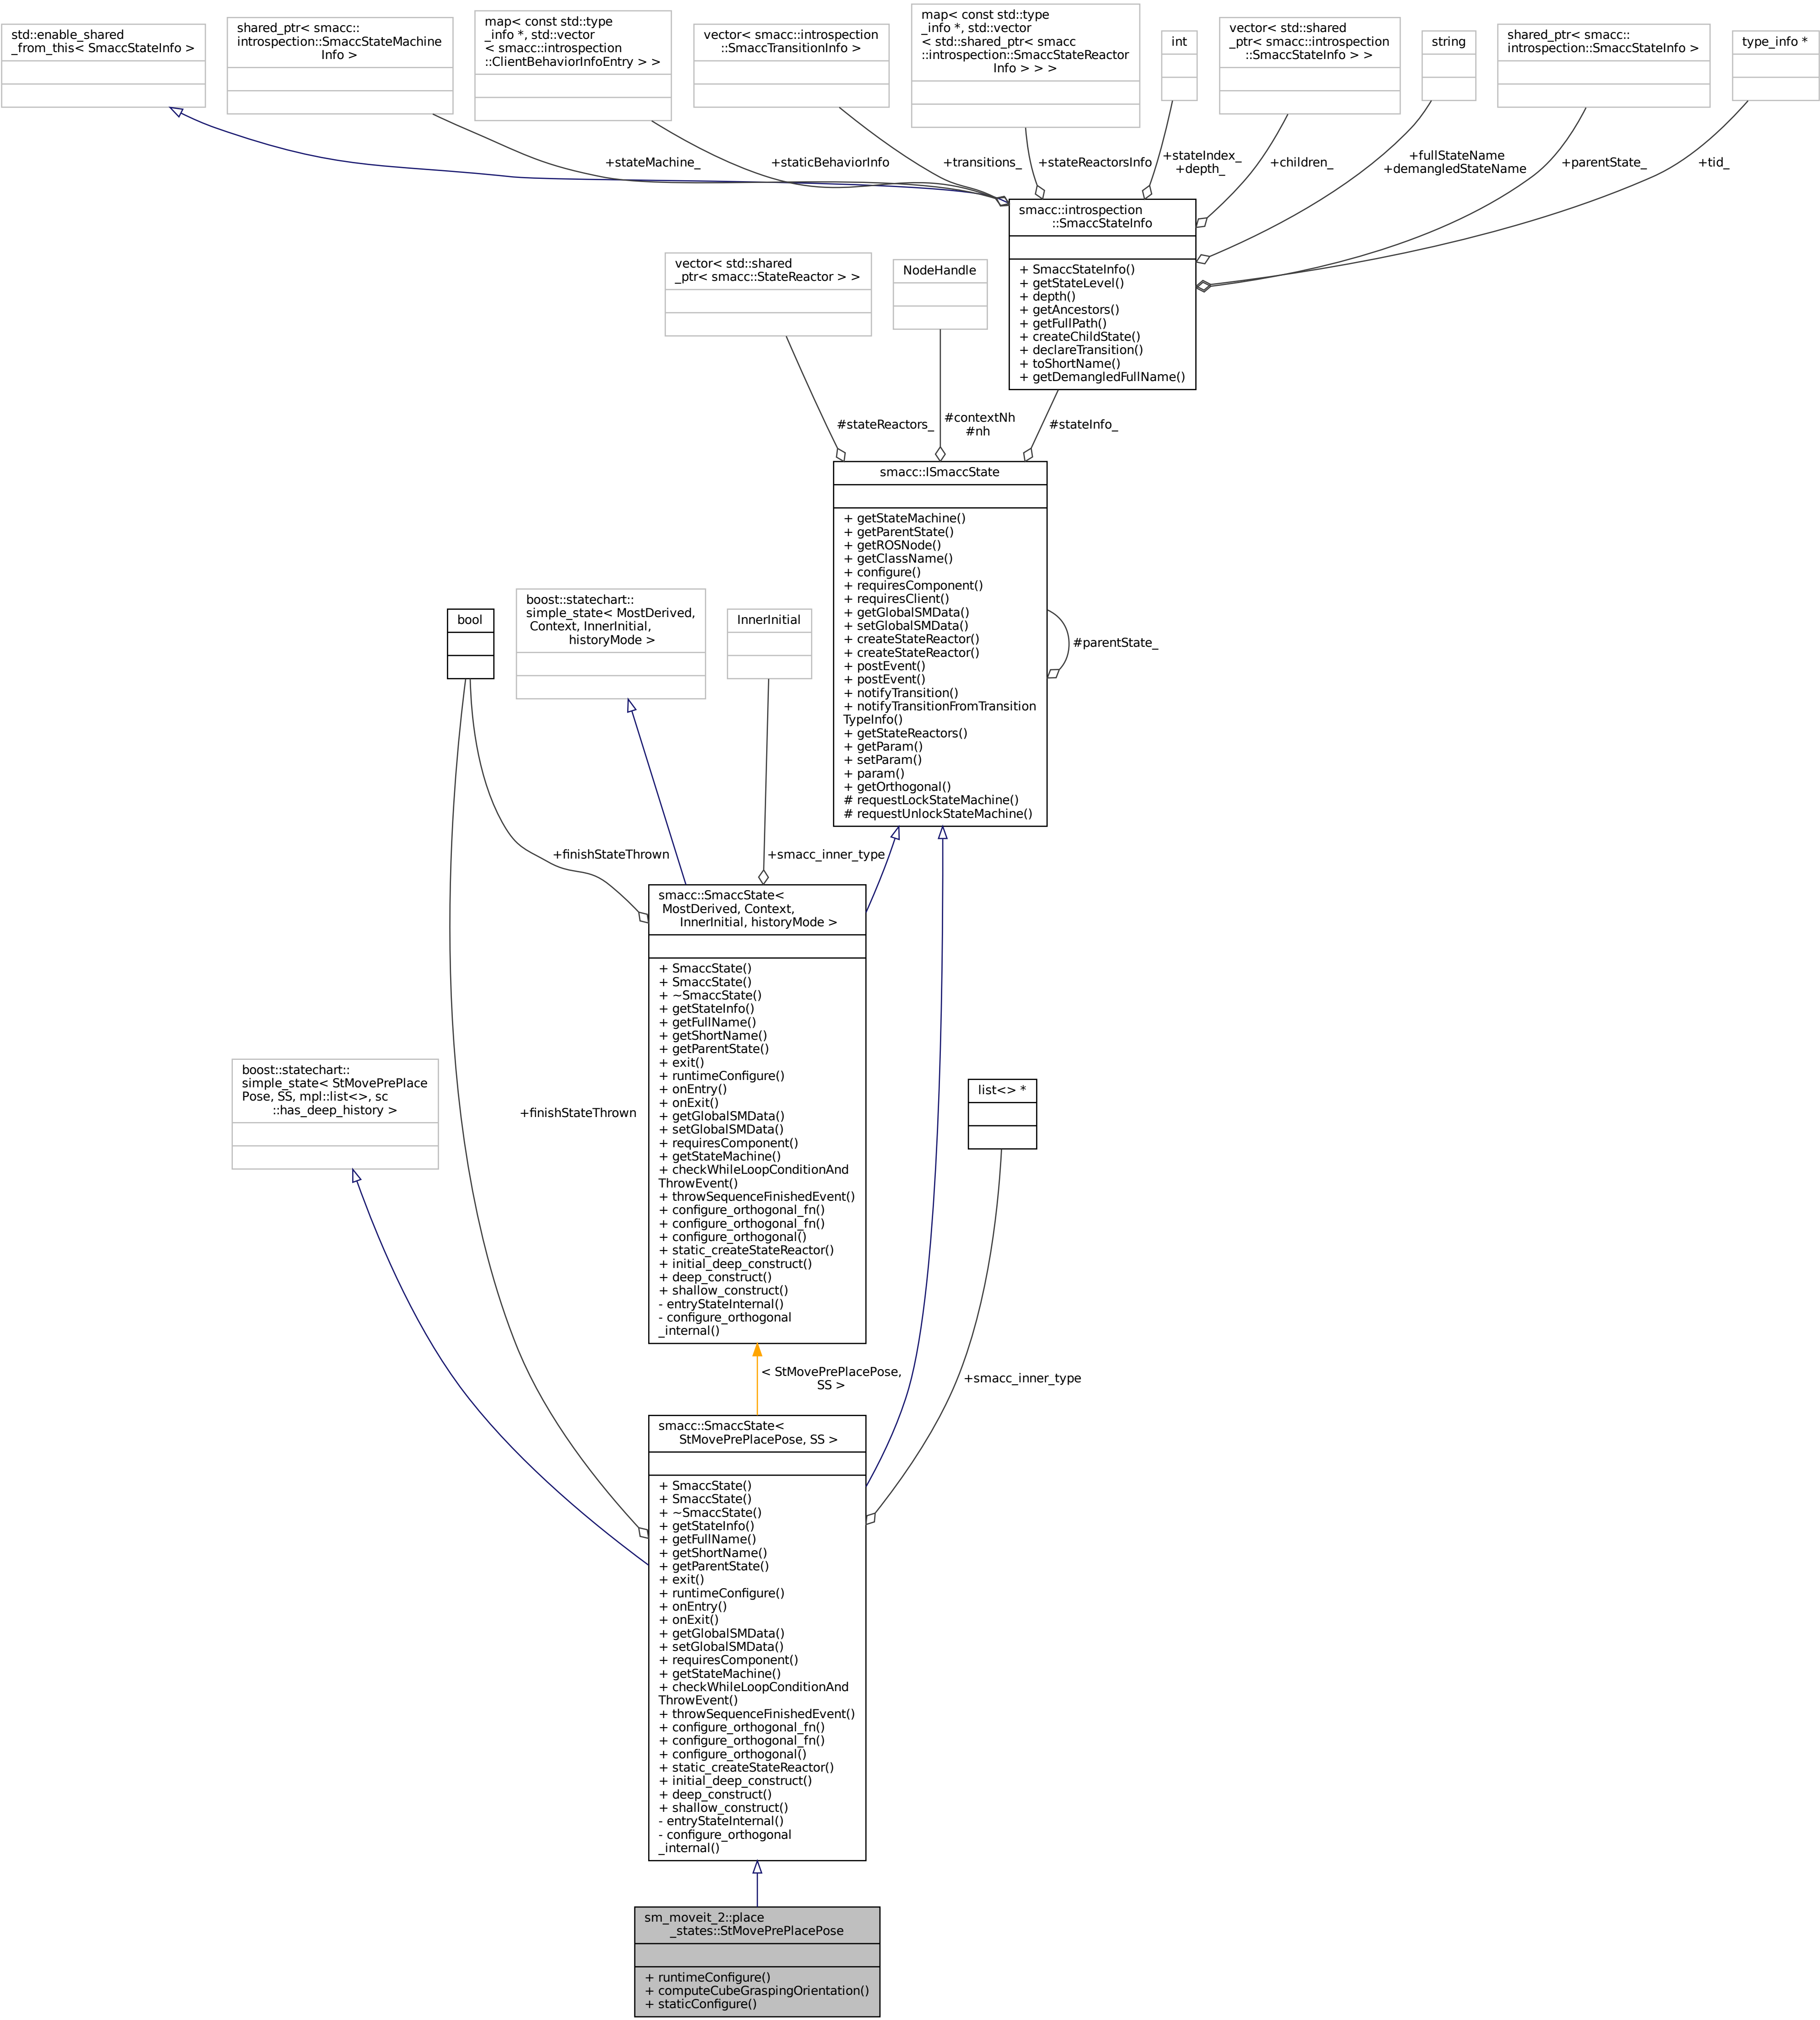 std::enable_shared
_from_this< SmaccStateInfo >
shared_ptr< smacc::
introspection::SmaccStateMachine
Info >
map< const std::type
_info *, std::vector
< smacc::introspection
::ClientBehaviorInfoEntry > >
vector< smacc::introspection
::SmaccTransitionInfo >
map< const std::type
_info *, std::vector
< std::shared_ptr< smacc
::introspection::SmaccStateReactor
Info > > >
int
vector< std::shared
_ptr< smacc::introspection
::SmaccStateInfo > >
string
shared_ptr< smacc::
introspection::SmaccStateInfo >
type_info *
+stateMachine_
+staticBehaviorInfo
+transitions_
+stateReactorsInfo
+stateIndex_
+depth_
+children_
+fullStateName
+demangledStateName
+parentState_
+tid_
smacc::introspection
::SmaccStateInfo
+ SmaccStateInfo()
+ getStateLevel()
+ depth()
+ getAncestors()
+ getFullPath()
+ createChildState()
+ declareTransition()
+ toShortName()
+ getDemangledFullName()
vector< std::shared
_ptr< smacc::StateReactor > >
NodeHandle
#stateReactors_
#contextNh
#nh
#stateInfo_
smacc::ISmaccState
+ getStateMachine()
+ getParentState()
+ getROSNode()
+ getClassName()
+ configure()
+ requiresComponent()
+ requiresClient()
+ getGlobalSMData()
+ setGlobalSMData()
+ createStateReactor()
+ createStateReactor()
+ postEvent()
+ postEvent()
+ notifyTransition()
+ notifyTransitionFromTransition
TypeInfo()
+ getStateReactors()
+ getParam()
+ setParam()
+ param()
+ getOrthogonal()
# requestLockStateMachine()
# requestUnlockStateMachine()
#parentState_
bool
boost::statechart::
simple_state< MostDerived,
Context, InnerInitial,
historyMode >
InnerInitial
+finishStateThrown
+smacc_inner_type
smacc::SmaccState<
MostDerived, Context,
InnerInitial, historyMode >
+ SmaccState()
+ SmaccState()
+ ~SmaccState()
+ getStateInfo()
+ getFullName()
+ getShortName()
+ getParentState()
+ exit()
+ runtimeConfigure()
+ onEntry()
+ onExit()
+ getGlobalSMData()
+ setGlobalSMData()
+ requiresComponent()
+ getStateMachine()
+ checkWhileLoopConditionAnd
ThrowEvent()
+ throwSequenceFinishedEvent()
+ configure_orthogonal_fn()
+ configure_orthogonal_fn()
+ configure_orthogonal()
+ static_createStateReactor()
+ initial_deep_construct()
+ deep_construct()
+ shallow_construct()
- entryStateInternal()
- configure_orthogonal
_internal()
boost::statechart::
simple_state< StMovePrePlace
Pose, SS, mpl::list<>, sc
::has_deep_history >
+finishStateThrown
list<> *
< StMovePrePlacePose,
SS >
+smacc_inner_type
smacc::SmaccState<
StMovePrePlacePose, SS >
+ SmaccState()
+ SmaccState()
+ ~SmaccState()
+ getStateInfo()
+ getFullName()
+ getShortName()
+ getParentState()
+ exit()
+ runtimeConfigure()
+ onEntry()
+ onExit()
+ getGlobalSMData()
+ setGlobalSMData()
+ requiresComponent()
+ getStateMachine()
+ checkWhileLoopConditionAnd
ThrowEvent()
+ throwSequenceFinishedEvent()
+ configure_orthogonal_fn()
+ configure_orthogonal_fn()
+ configure_orthogonal()
+ static_createStateReactor()
+ initial_deep_construct()
+ deep_construct()
+ shallow_construct()
- entryStateInternal()
- configure_orthogonal
_internal()
sm_moveit_2::place
_states::StMovePrePlacePose
+ runtimeConfigure()
+ computeCubeGraspingOrientation()
+ staticConfigure()